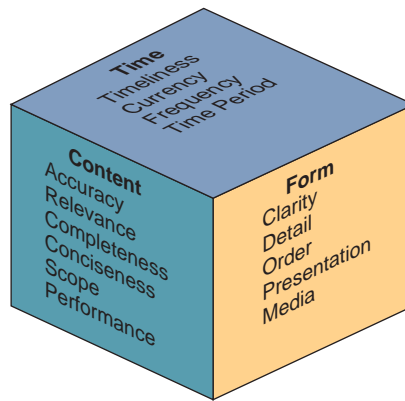 Time
Timeliness
Currency
Frequency
Time Period
Content
Accuracy
Relevance
Completeness
Conciseness
Scope
Performance
Form
Clarity
Detail
Order
Presentation
Media